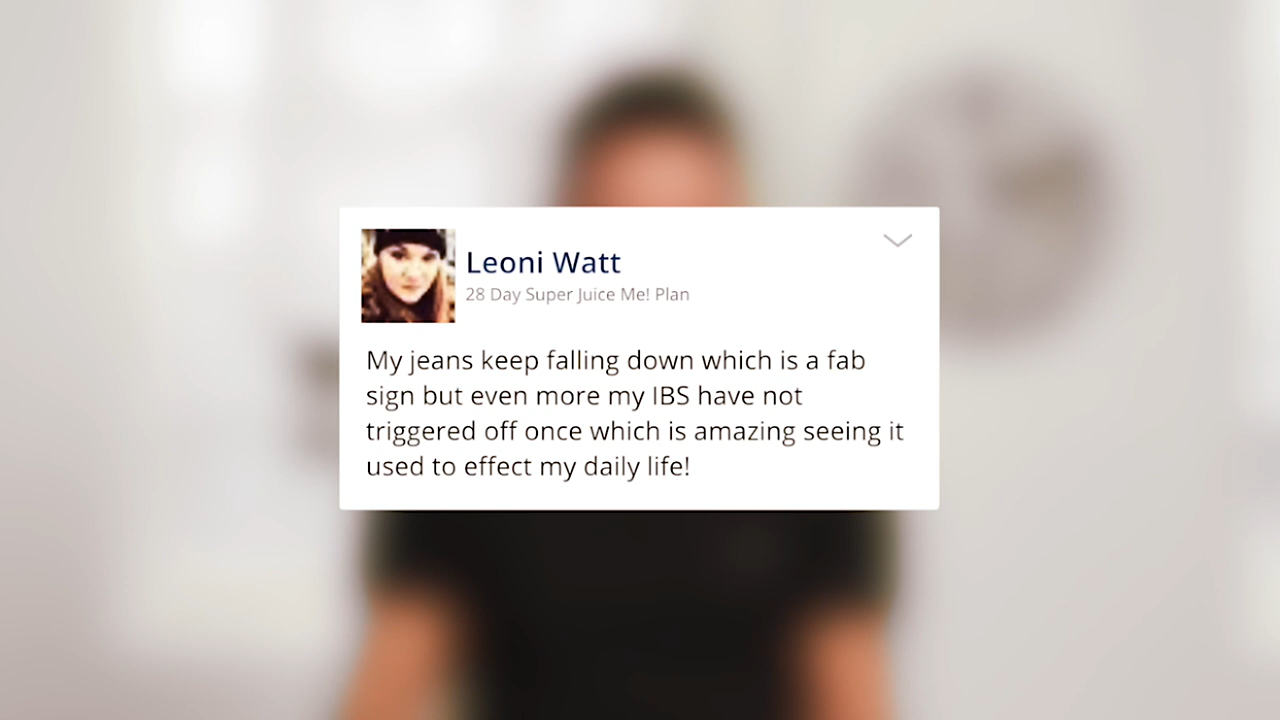 Leoni Watt
28 Day Super Juice Me! Plan
My jeans keep falling down which is a fab
sign but even more my IBS have not
triggered off once which is amazing seeing it
used to effect my daily life!